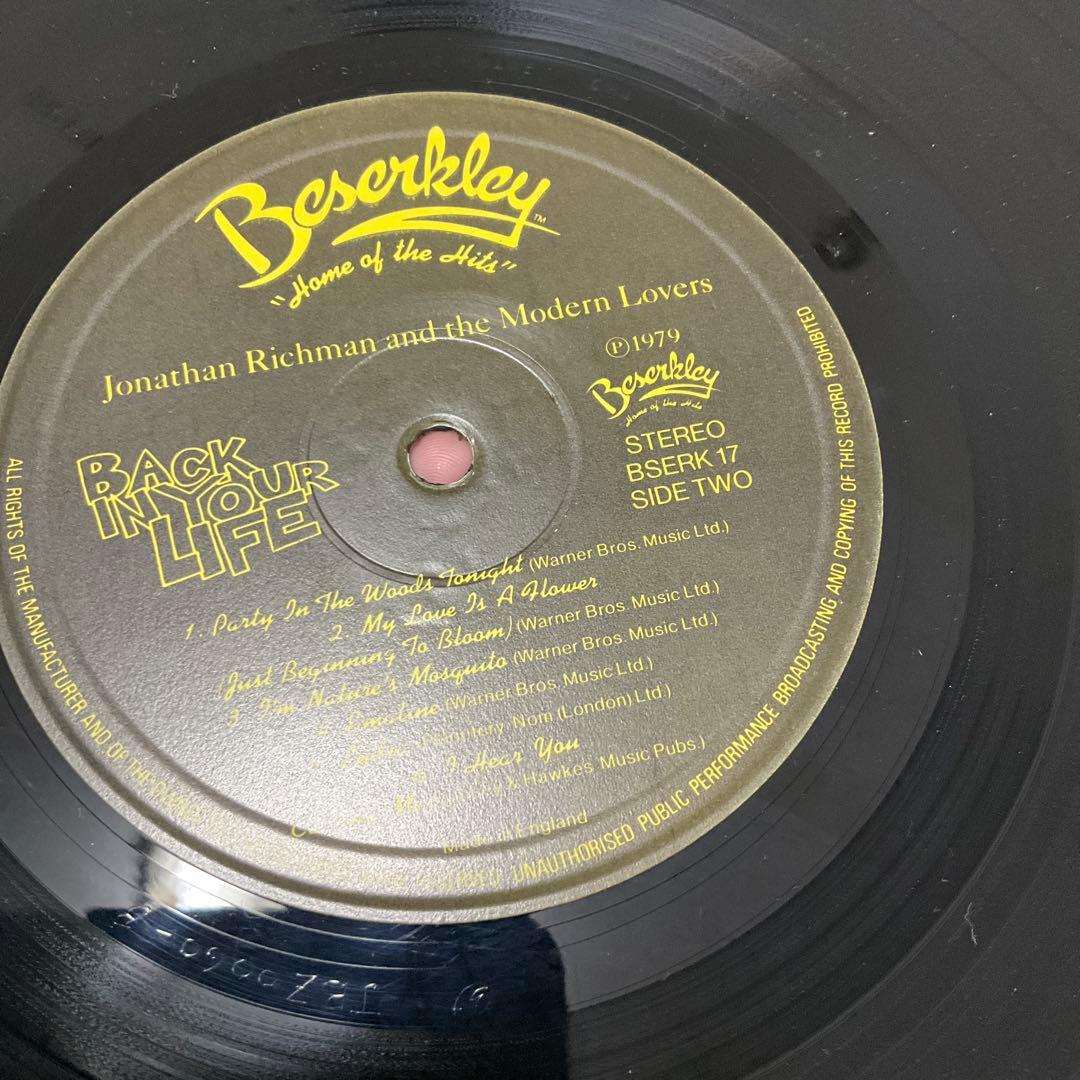 Beserkley™
"Home of the Hits"
Jonathan Richman and the Modern Lovers
Ⓟ1979
Beserkley
Home of the Hits
BACK
IN YOUR
LIFE
STEREO
BSERK 17
SIDE TWO
1. Party In The Woods Tonight (Warner Bros. Music Ltd.)
2. My Love Is A Flower
(Just Beginning To Bloom) (Warner Bros. Music Ltd.)
3. I'm Nature's Mosquito (Warner Bros. Music Ltd.)
Emaline (Warner Bros. Music Ltd.)
Nom (London) Ltd.)
I Hear You
Hawkes Music Pubs.)
Made in England
ALL RIGHTS OF THE MANUFACTURER AND OF THE
UNAUTHORISED PUBLIC PERFORMANCE BROADCASTING AND COPYING OF THIS RECORD PROHIBITED